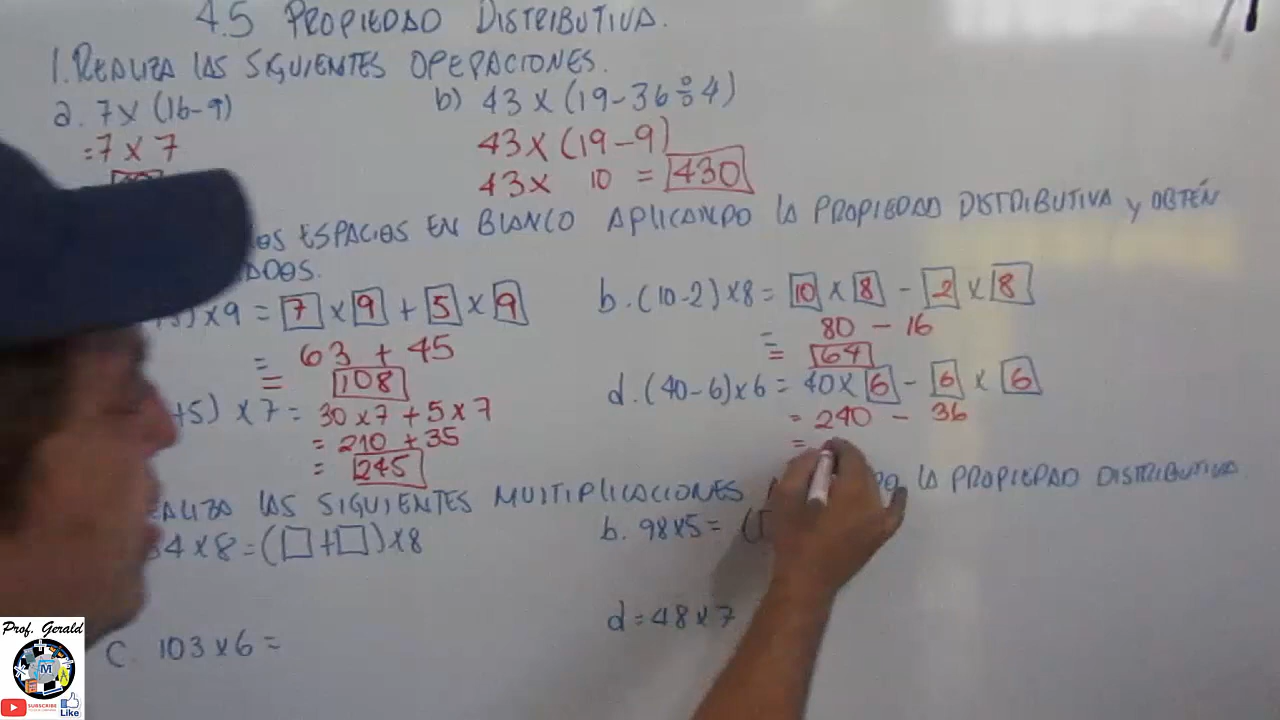 4.5 PROPIEDAD DISTRIBUTIVA.
1. REALIZA LAS SIGUIENTES OPERACIONES.
a. 7 x (16-9)
= 7 x 7
b) 43 x (19-36÷4)
43 x (19-9)
43 x 10 = 430
ESPACIOS EN BLANCO APLICANDO LA PROPIEDAD DISTRIBUTIVA y OBTÉN
) x 9 = 7 x 9 + 5 x 9
= 63 + 45
= 108
b. (10-2) x 8 = 10 x 8 - 2 x 8
= 80 - 16
= 64
+5) x 7 = 30 x 7 + 5 x 7
= 210 + 35
= 245
d. (40-6) x 6 = 40 x 6 - 6 x 6
= 240 - 36
=
LAS SIGUIENTES MULTIPLICACIONES LA PROPIEDAD DISTRIBUTIVA
34 x 8 = (□+□) x 8
b. 98 x 5 = (
c. 103 x 6 =
d = 48 x 7
Prof. Gerald
M
SUBSCRIBE
Like